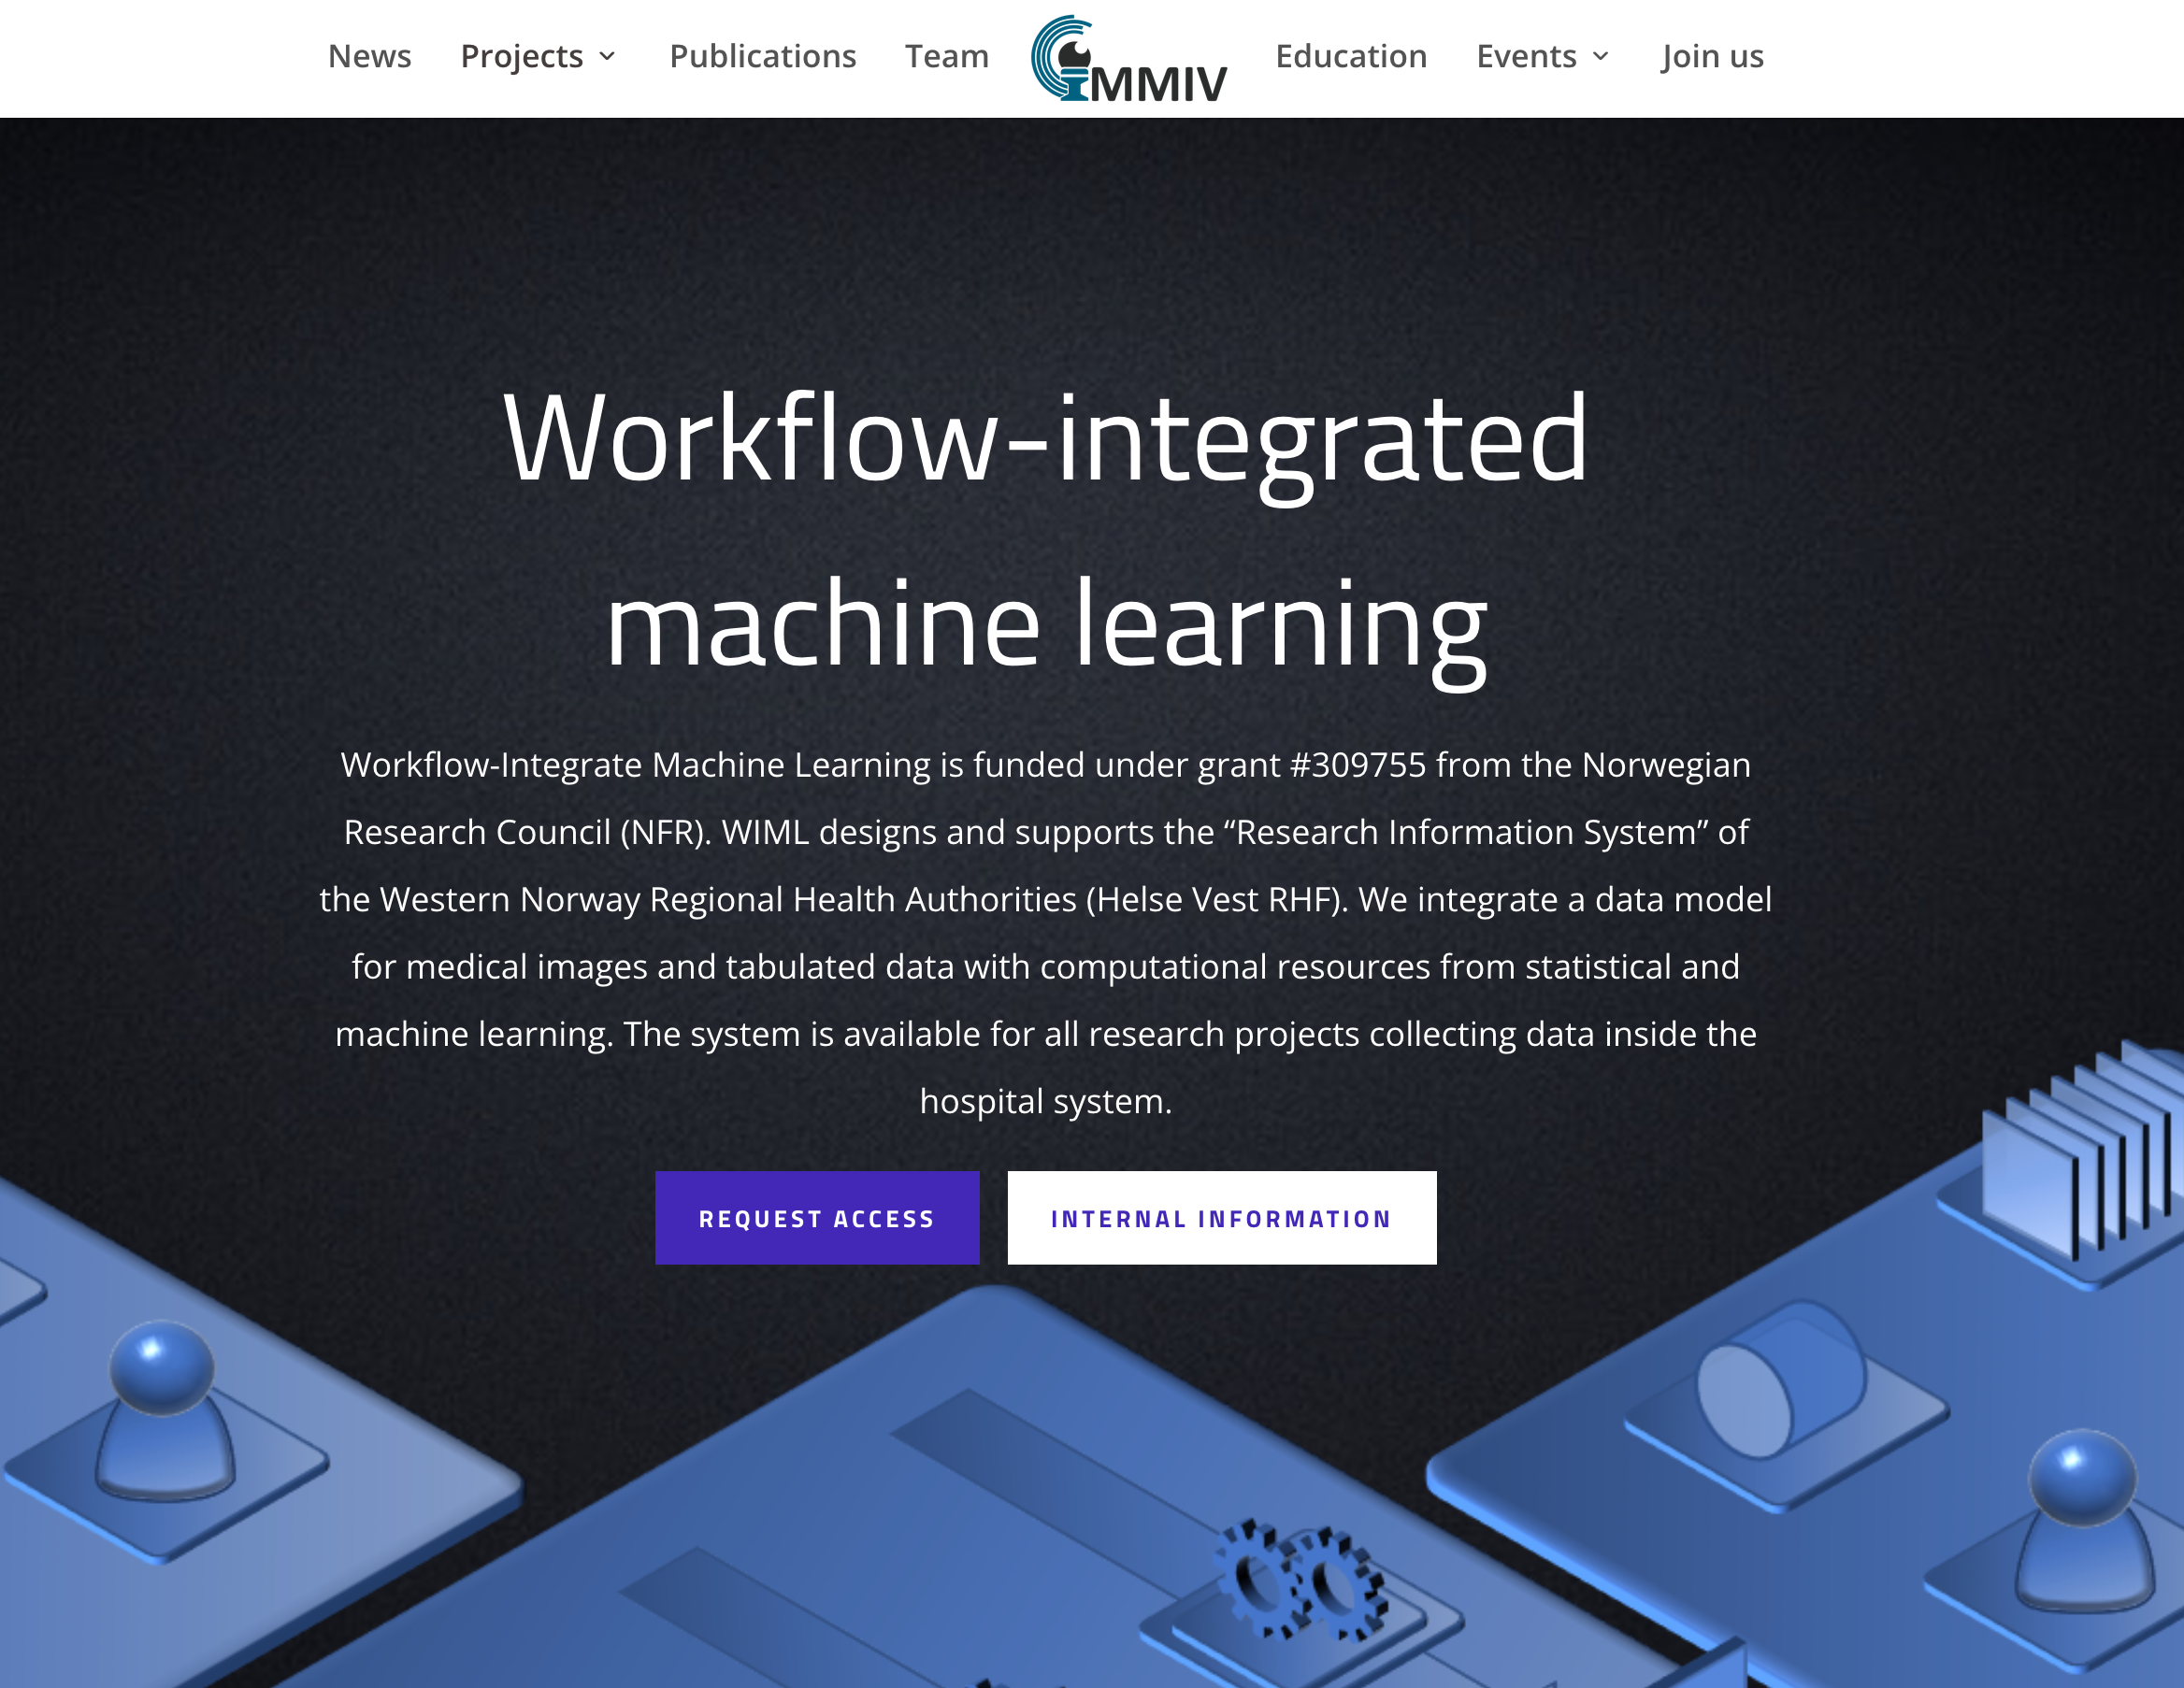 News Projects Publications Team MMIV Education Events Join us
Workflow-integrated
machine learning
Workflow-Integrate Machine Learning is funded under grant #309755 from the Norwegian
Research Council (NFR). WIML designs and supports the “Research Information System” of
the Western Norway Regional Health Authorities (Helse Vest RHF). We integrate a data model
for medical images and tabulated data with computational resources from statistical and
machine learning. The system is available for all research projects collecting data inside the
hospital system.
REQUEST ACCESS INTERNAL INFORMATION